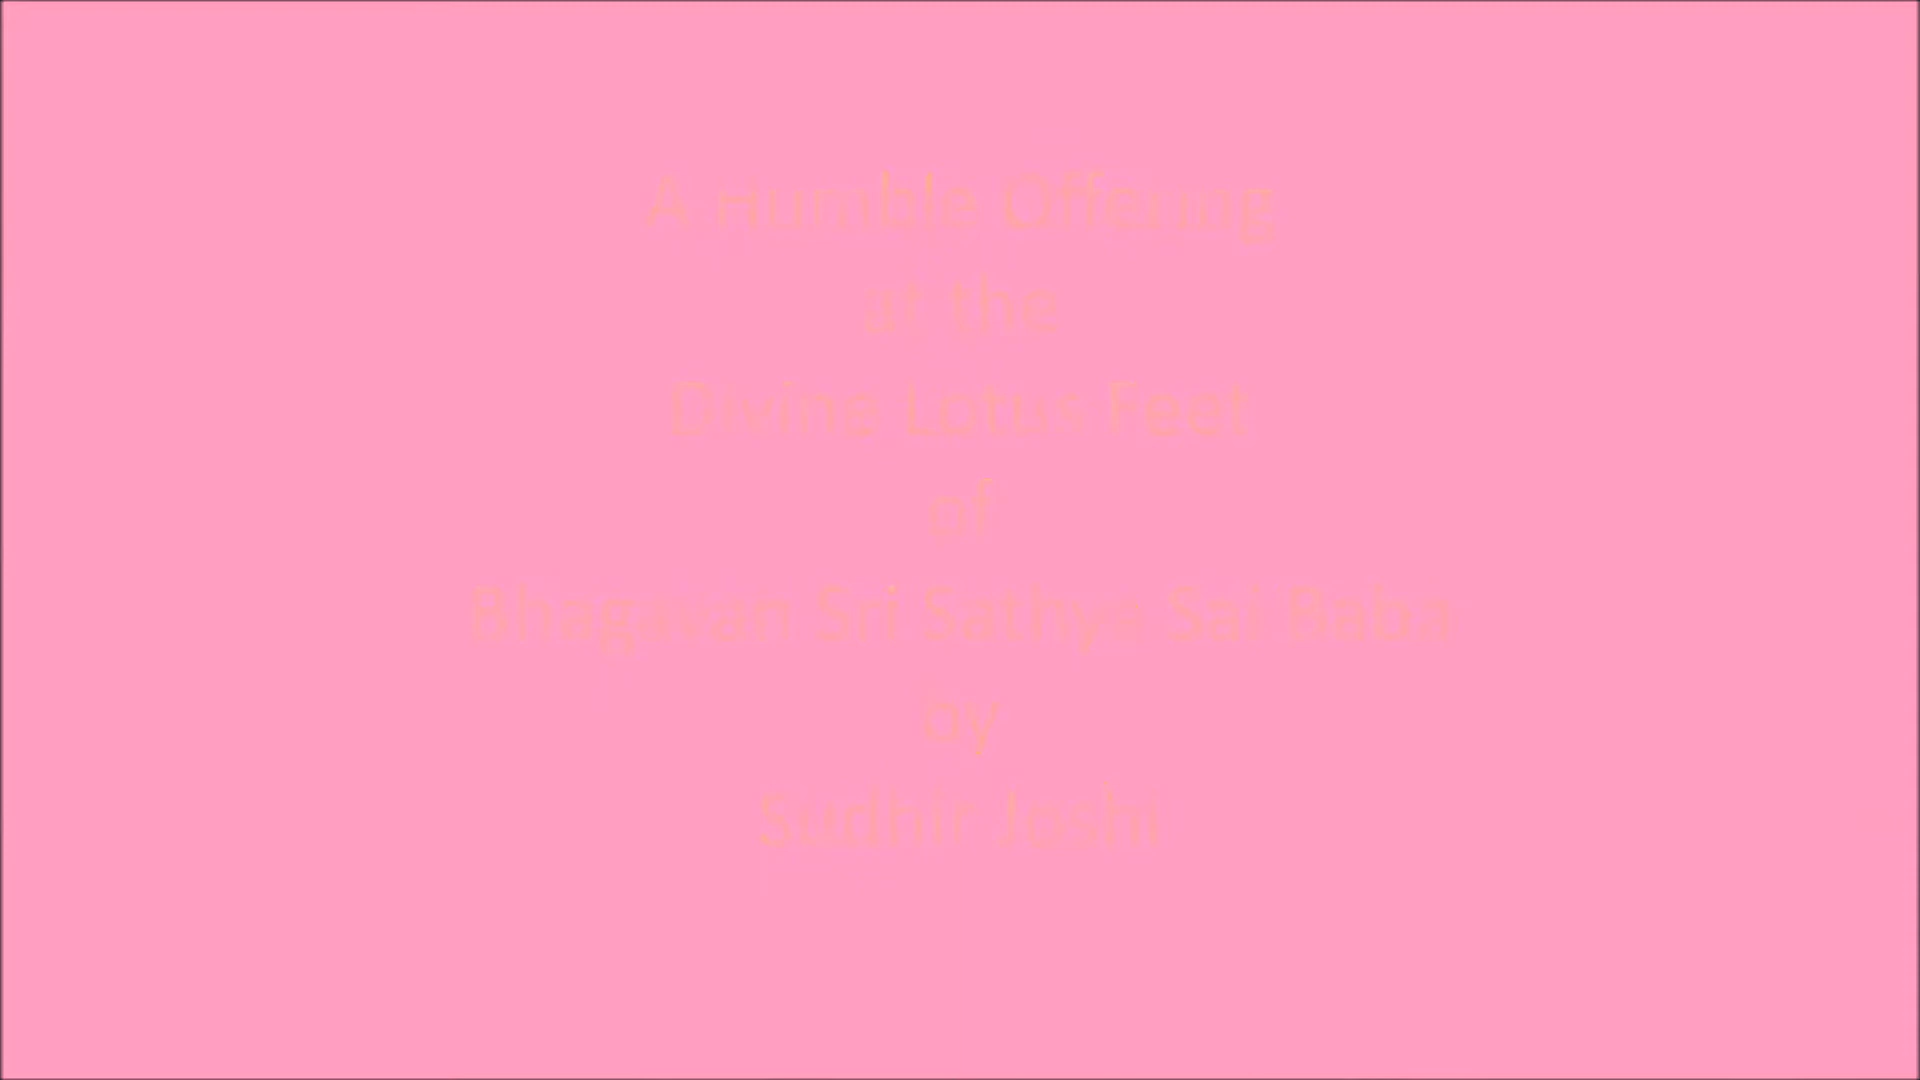 A Humble Offering
at the
Divine Lotus Feet
of
Bhagavan Sri Sathya Sai Baba
by
Sudhir Joshi